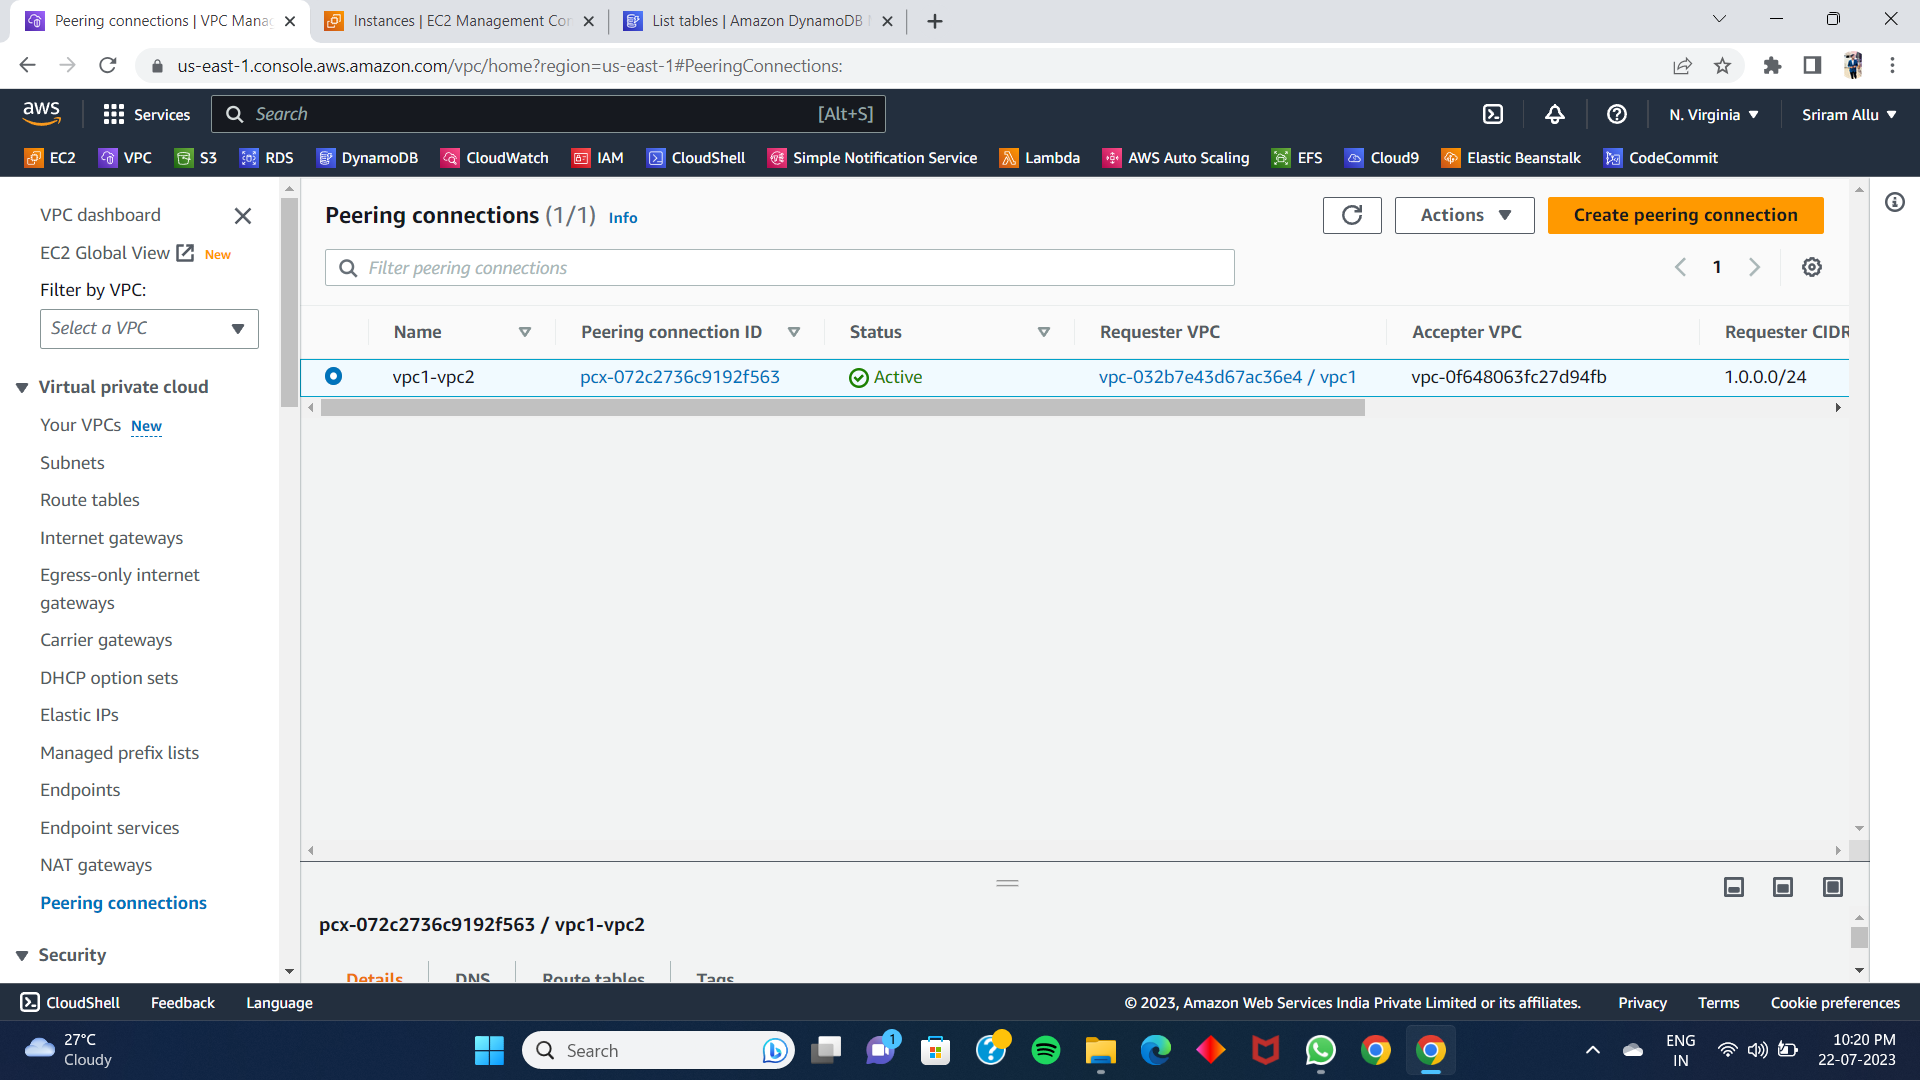 Peering connections | VPC Mana
Instances | EC2 Management Con
List tables | Amazon DynamoDB
us-east-1.console.aws.amazon.com/vpc/home?region=us-east-1#PeeringConnections:
aws
Services
Search
[Alt+S]
N. Virginia
Sriram Allu
EC2
VPC
S3
RDS
DynamoDB
CloudWatch
IAM
CloudShell
Simple Notification Service
Lambda
AWS Auto Scaling
EFS
Cloud9
Elastic Beanstalk
CodeCommit
VPC dashboard
EC2 Global View New
Filter by VPC:
Select a VPC
Virtual private cloud
Your VPCs New
Subnets
Route tables
Internet gateways
Egress-only internet
gateways
Carrier gateways
DHCP option sets
Elastic IPs
Managed prefix lists
Endpoints
Endpoint services
NAT gateways
Peering connections
Security
Peering connections (1/1) Info
Actions
Create peering connection
Filter peering connections
1
Name
Peering connection ID
Status
Requester VPC
Accepter VPC
Requester CIDR
vpc1-vpc2
pcx-072c2736c9192f563
Active
vpc-032b7e43d67ac36e4 / vpc1
vpc-0f648063fc27d94fb
1.0.0.0/24
pcx-072c2736c9192f563 / vpc1-vpc2
Details
DNS
Route tables
Tags
CloudShell
Feedback
Language
© 2023, Amazon Web Services India Private Limited or its affiliates.
Privacy
Terms
Cookie preferences
27°C
Cloudy
Search
1
ENG
IN
10:20 PM
22-07-2023